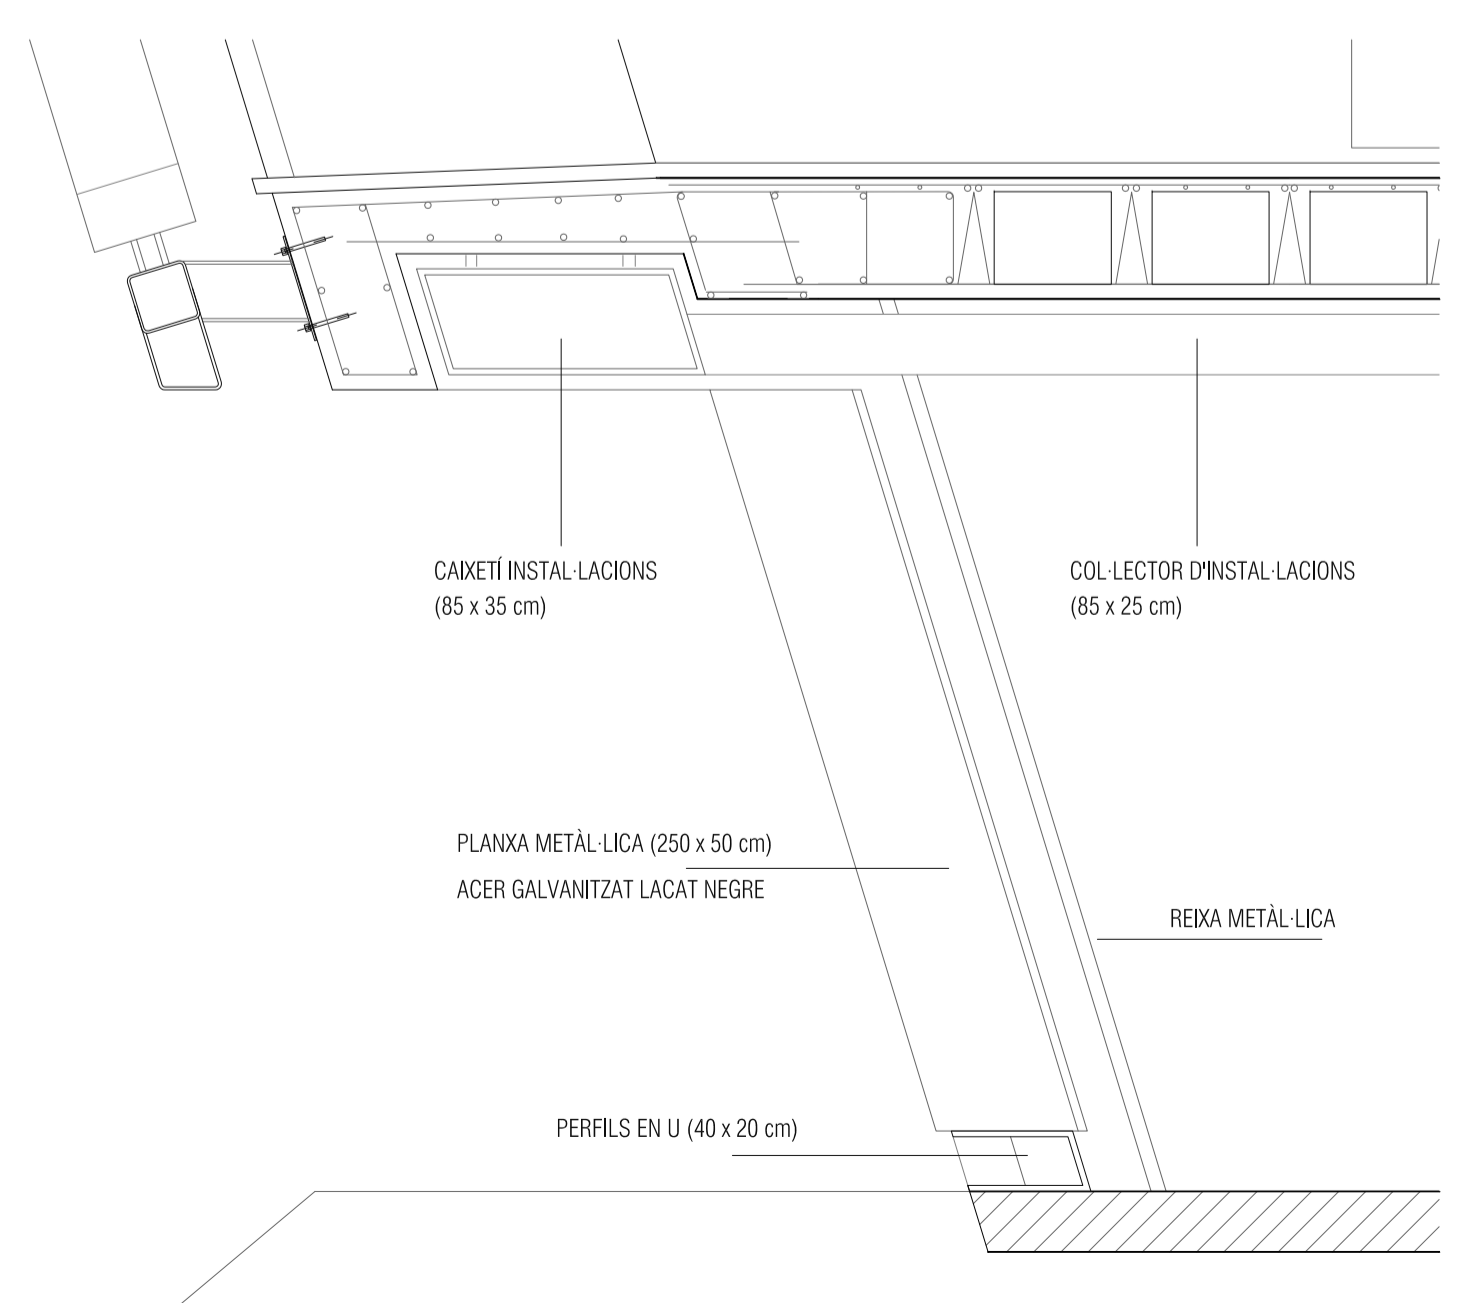 CAIXETÍ INSTAL·LACIONS
(85 x 35 cm)
COL·LECTOR D'INSTAL·LACIONS
(85 x 25 cm)
PLANXA METÀL·LICA (250 x 50 cm)
ACER GALVANITZAT LACAT NEGRE
REIXA METÀL·LICA
PERFILS EN U (40 x 20 cm)